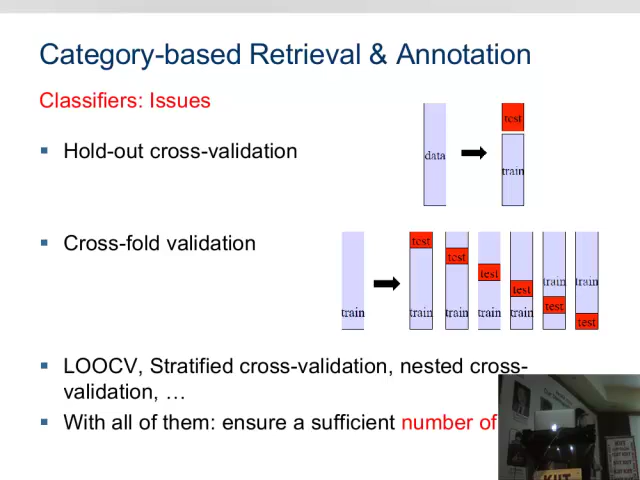 Category-based Retrieval & Annotation
Classifiers: Issues
▪ Hold-out cross-validation
data
test
train
▪ Cross-fold validation
train
test
train
test
train
test
train
test
train
train
test
train
test
▪ LOOCV, Stratified cross-validation, nested cross-
validation, …
▪ With all of them: ensure a sufficient number of
KIIT